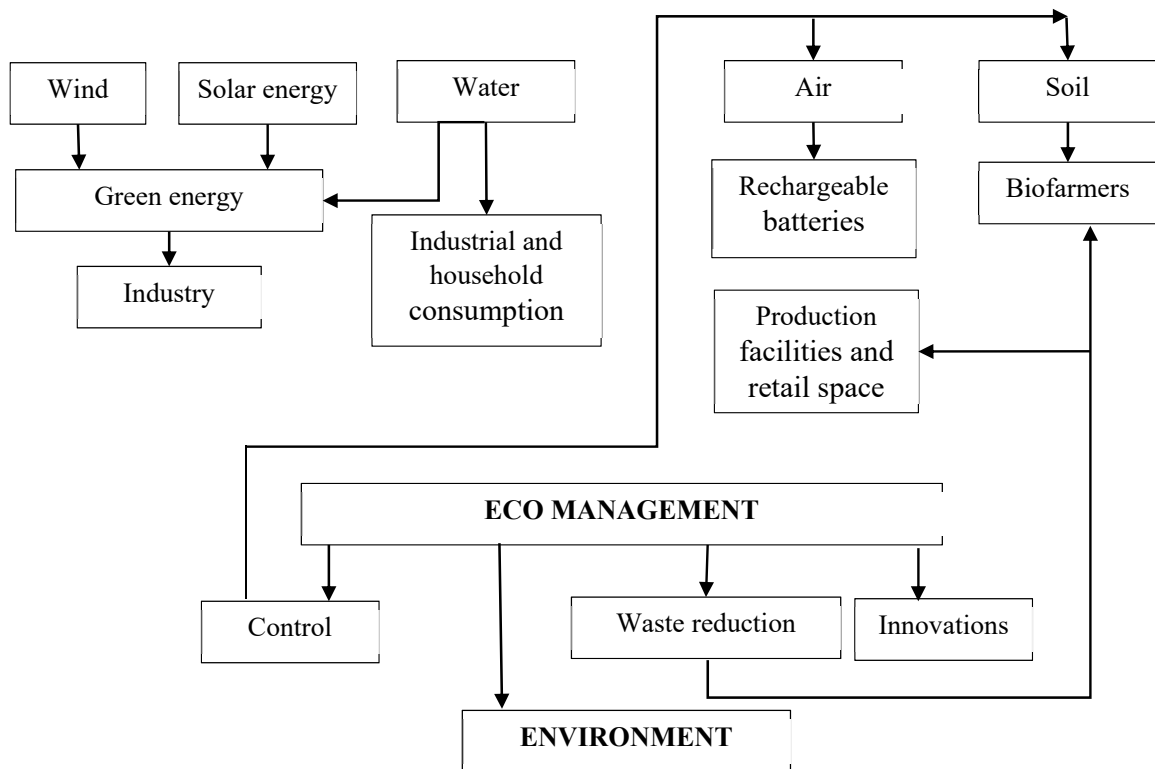 Wind
Solar energy
Water
Air
Soil
Green energy
Rechargeable
batteries
Biofarmers
Industrial and
household
consumption
Industry
Production
facilities and
retail space
ECO MANAGEMENT
Control
Waste reduction
Innovations
ENVIRONMENT